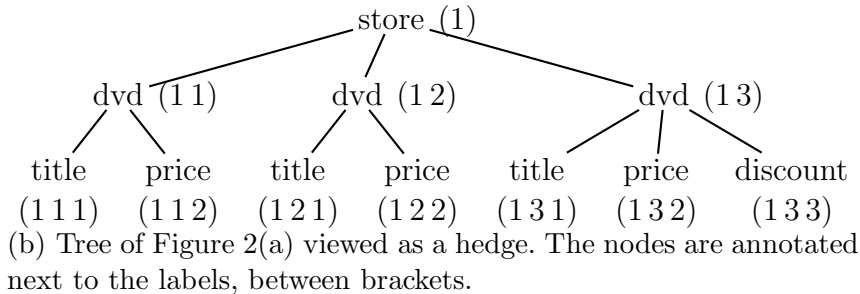 store (1)
dvd (1 1) dvd (1 2) dvd (1 3)
title price title price title price discount
(1 1 1) (1 1 2) (1 2 1) (1 2 2) (1 3 1) (1 3 2) (1 3 3)
(b) Tree of Figure 2(a) viewed as a hedge. The nodes are annotated
next to the labels, between brackets.